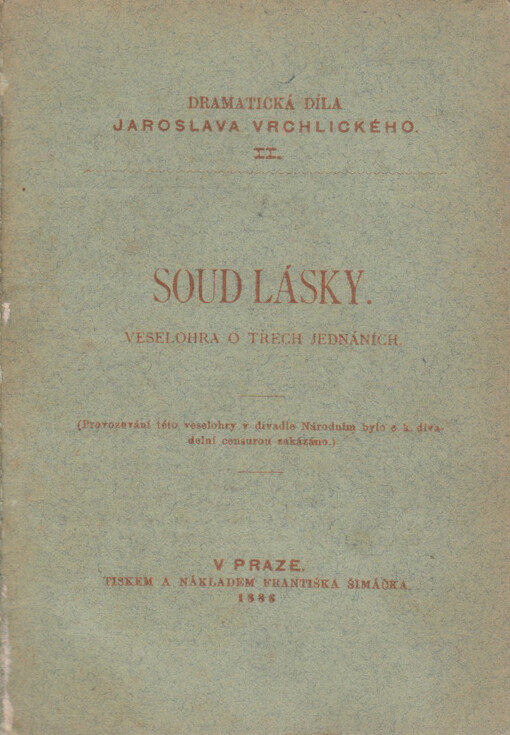 DRAMATICKÁ DÍLA
JAROSLAVA VRCHLICKÉHO.
II.
SOUD LÁSKY.
VESELOHRA O TŘECH JEDNÁNÍCH.
(Provozování této veselohry v divadle Národním bylo c. k. diva-
delní censurou zakázáno.)
V PRAZE.
TISKEM A NÁKLADEM FRANTIŠKA ŠIMÁČKA.
1886